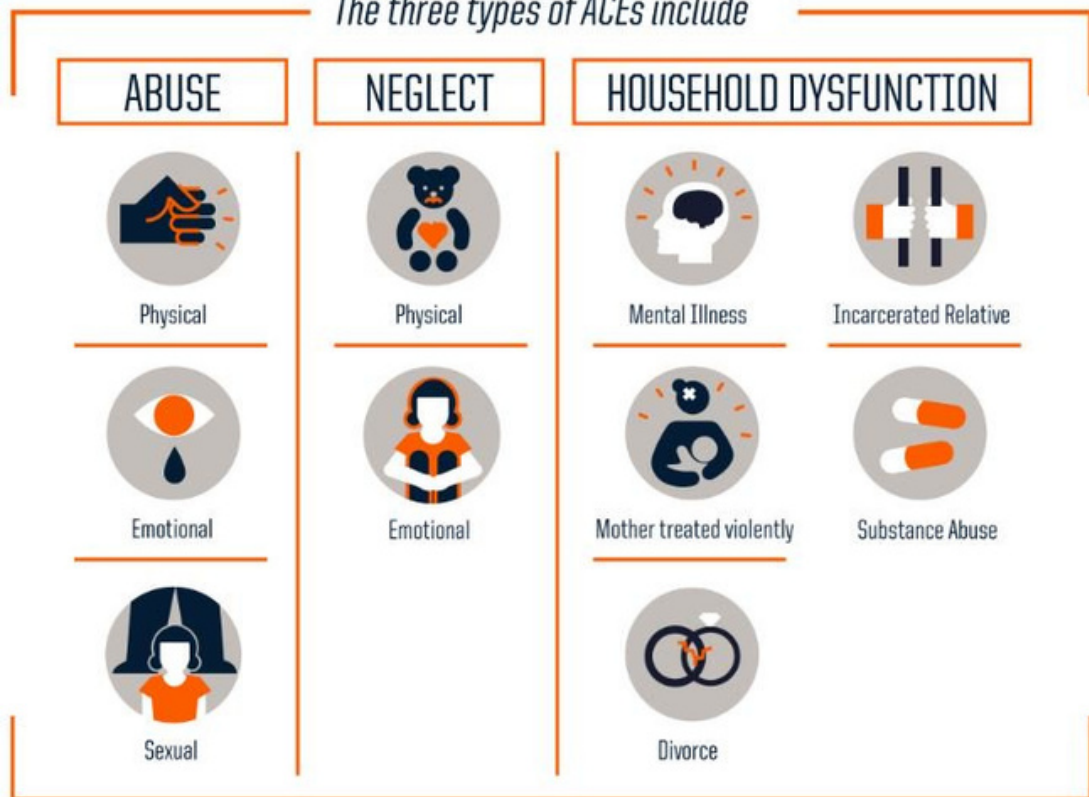 The three types of ACEs include
ABUSE
NEGLECT
HOUSEHOLD DYSFUNCTION
Physical
Emotional
Sexual
Physical
Emotional
Mental Illness
Incarcerated Relative
Mother treated violently
Substance Abuse
Divorce